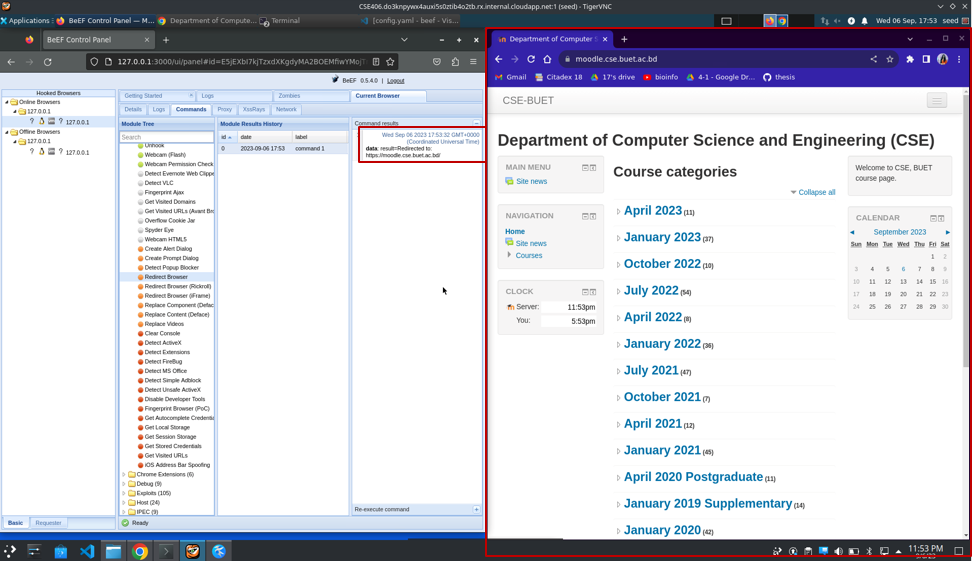 CSE406.do3knpywx4auxi5s0ztib4o2tb.rx.internal.cloudapp.net:1 (seed) - TigerVNC
Applications
BeEF Control Panel — M...
Department of Compute...
Terminal
[config.yaml - beef - Vis...
Wed 06 Sep, 17:53
seed
BeEF Control Panel
127.0.0.1:3000/ui/panel#id=E5jEXbI7kjTzxdXKgdyMA2BOEMfiwYMoj
BeEF 0.5.4.0 | Logout
Hooked Browsers
Online Browsers
127.0.0.1
? ? 127.0.0.1
Offline Browsers
127.0.0.1
? ? 127.0.0.1
Basic
Requester
Getting Started
Logs
Zombies
Current Browser
Details
Logs
Commands
Proxy
XssRays
Network
Module Tree
Search
Unhook
Webcam (Flash)
Webcam Permission Check
Detect Evernote Web Clippe
Detect VLC
Fingerprint Ajax
Get Visited Domains
Get Visited URLs (Avant Br
Overflow Cookie Jar
Spyder Eye
Webcam HTML5
Create Alert Dialog
Create Prompt Dialog
Detect Popup Blocker
Redirect Browser
Redirect Browser (Rickroll)
Redirect Browser (iFrame)
Replace Component (Defac
Replace Content (Deface)
Replace Videos
Clear Console
Detect ActiveX
Detect Extensions
Detect FireBug
Detect MS Office
Detect Simple Adblock
Detect Unsafe ActiveX
Disable Developer Tools
Fingerprint Browser (PoC)
Get Autocomplete Credentia
Get Local Storage
Get Session Storage
Get Stored Credentials
Get Visited URLs
iOS Address Bar Spoofing
Chrome Extensions (6)
Debug (9)
Exploits (105)
Host (24)
IPEC (9)
Module Results History
id date label
0 2023-09-06 17:53 command 1
Command results
Wed Sep 06 2023 17:53:32 GMT+0000
(Coordinated Universal Time)
data: result=Redirected to:
https://moodle.cse.buet.ac.bd/
Re-execute command
Ready
Department of Computer S
moodle.cse.buet.ac.bd
Gmail
Citadex 18
17's drive
bioinfo
4-1 - Google Dr...
thesis
CSE-BUET
Department of Computer Science and Engineering (CSE)
MAIN MENU
Site news
NAVIGATION
Home
Site news
Courses
CLOCK
Server: 11:53pm
You: 5:53pm
Course categories
Collapse all
April 2023 (11)
January 2023 (37)
October 2022 (10)
July 2022 (54)
April 2022 (8)
January 2022 (36)
July 2021 (47)
October 2021 (7)
April 2021 (12)
January 2021 (45)
April 2020 Postgraduate (11)
January 2019 Supplementary (14)
January 2020 (42)
Welcome to CSE, BUET
course page.
CALENDAR
September 2023
Sun Mon Tue Wed Thu Fri Sat
1 2
3 4 5 6 7 8 9
10 11 12 13 14 15 16
17 18 19 20 21 22 23
24 25 26 27 28 29 30
11:53 PM